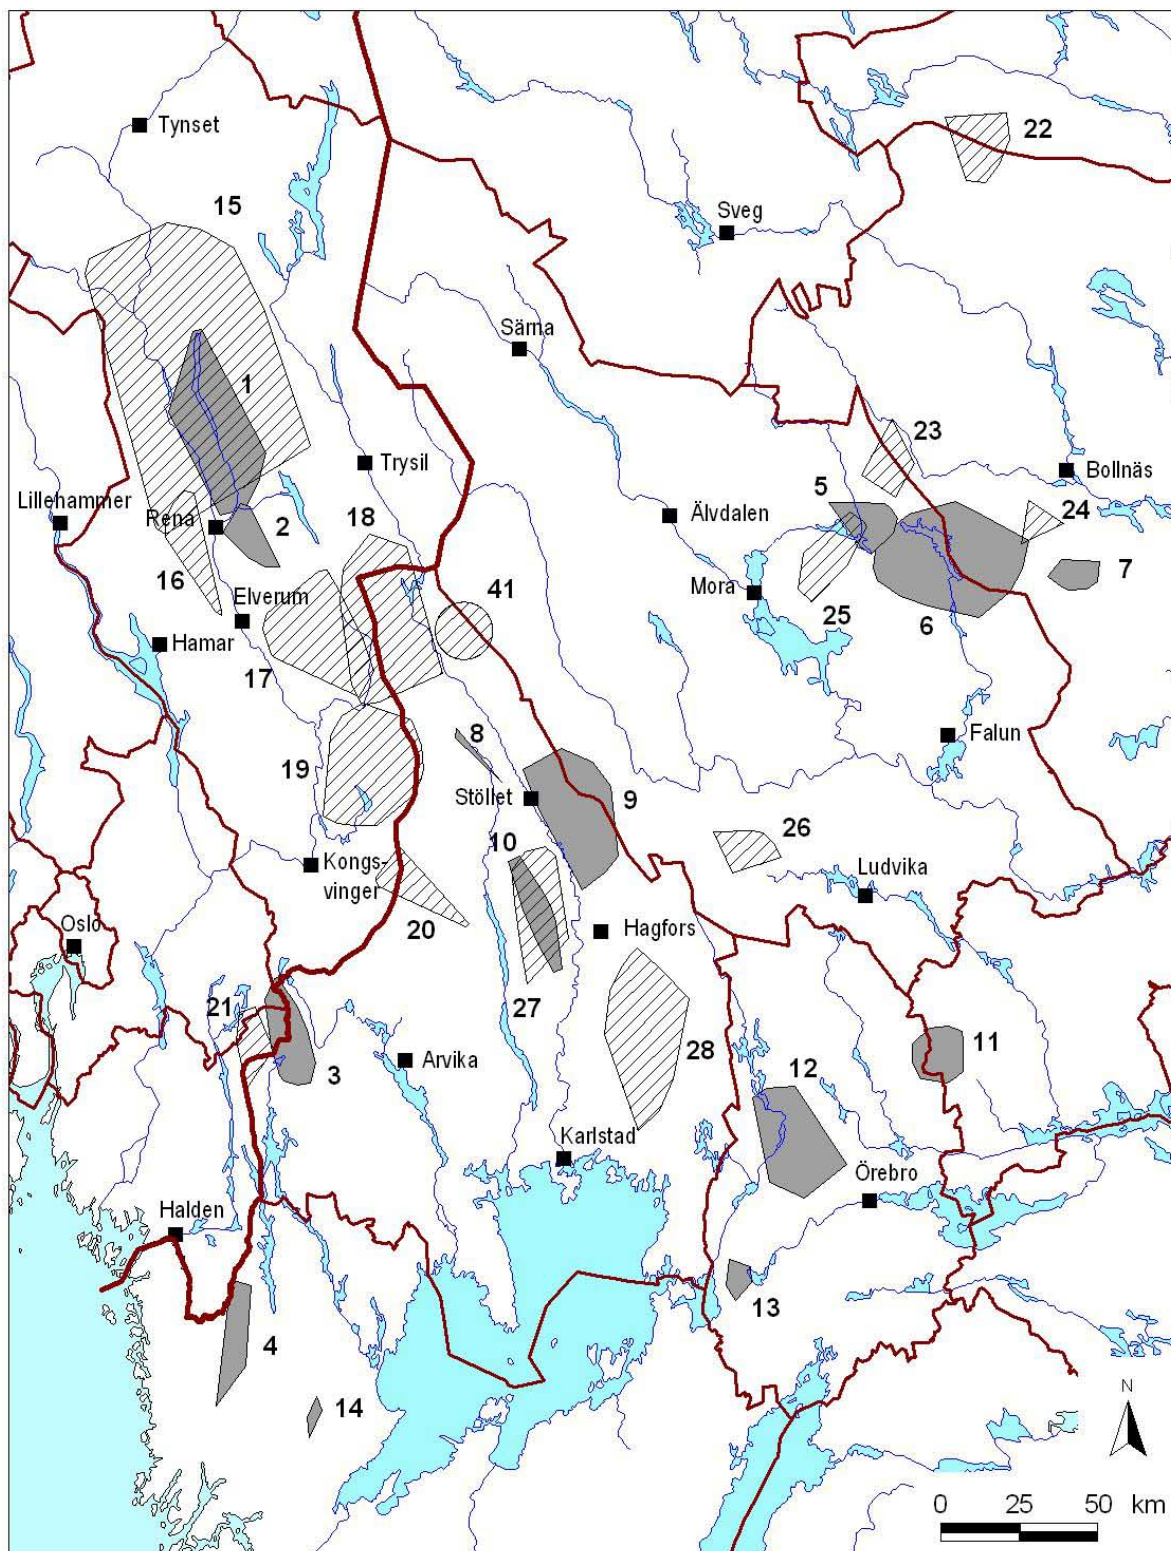 22
Tynset
15
Sveg
Särna
1
23
Trysil
Bollnäs
Lillehammer
5
Älvdalen
24
Rena
2
18
7
16
Elverum
41
Mora
25
6
Hamar
17
8
Falun
19
Stöllet
9
10
26
Kongs-
vinger
Ludvika
20
Oslo
Hagfors
21
27
28
11
3
Arvika
12
Karlstad
Örebro
Halden
13
4
14
N
0 25 50 km